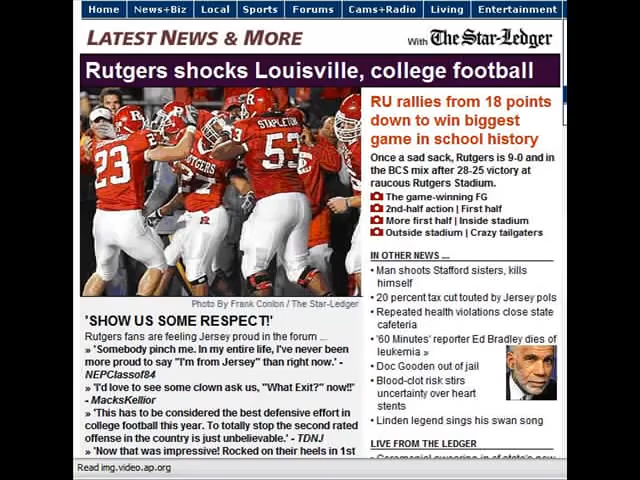 Home News+Biz Local Sports Forums Cams+Radio Living Entertainment
LATEST NEWS & MORE
With The Star-Ledger
Rutgers shocks Louisville, college football
RU rallies from 18 points
down to win biggest
game in school history
Once a sad sack, Rutgers is 9-0 and in
the BCS mix after 28-25 victory at
raucous Rutgers Stadium.
The game-winning FG
2nd-half action | First half
More first half | Inside stadium
Outside stadium | Crazy tailgaters
23
R
RUTGERS
27
STAPLETON
53
Photo By Frank Conlon / The Star-Ledger
'SHOW US SOME RESPECT!'
Rutgers fans are feeling Jersey proud in the forum ...
» 'Somebody pinch me. In my entire life, I've never been
more proud to say "I'm from Jersey" than right now.' -
NEPClassof84
» 'I'd love to see some clown ask us, "What Exit?" now!!'
- MacksKellior
» 'This has to be considered the best defensive effort in
college football this year. To totally stop the second rated
offense in the country is just unbelievable.' - TDNJ
» 'Now that was impressive! Rocked on their heels in 1st
IN OTHER NEWS ...
• Man shoots Stafford sisters, kills
himself
• 20 percent tax cut touted by Jersey pols
• Repeated health violations close state
cafeteria
• '60 Minutes' reporter Ed Bradley dies of
leukemia »
• Doc Gooden out of jail
• Blood-clot risk stirs
uncertainty over heart
stents
• Linden legend sings his swan song
LIVE FROM THE LEDGER
Read img.video.ap.org